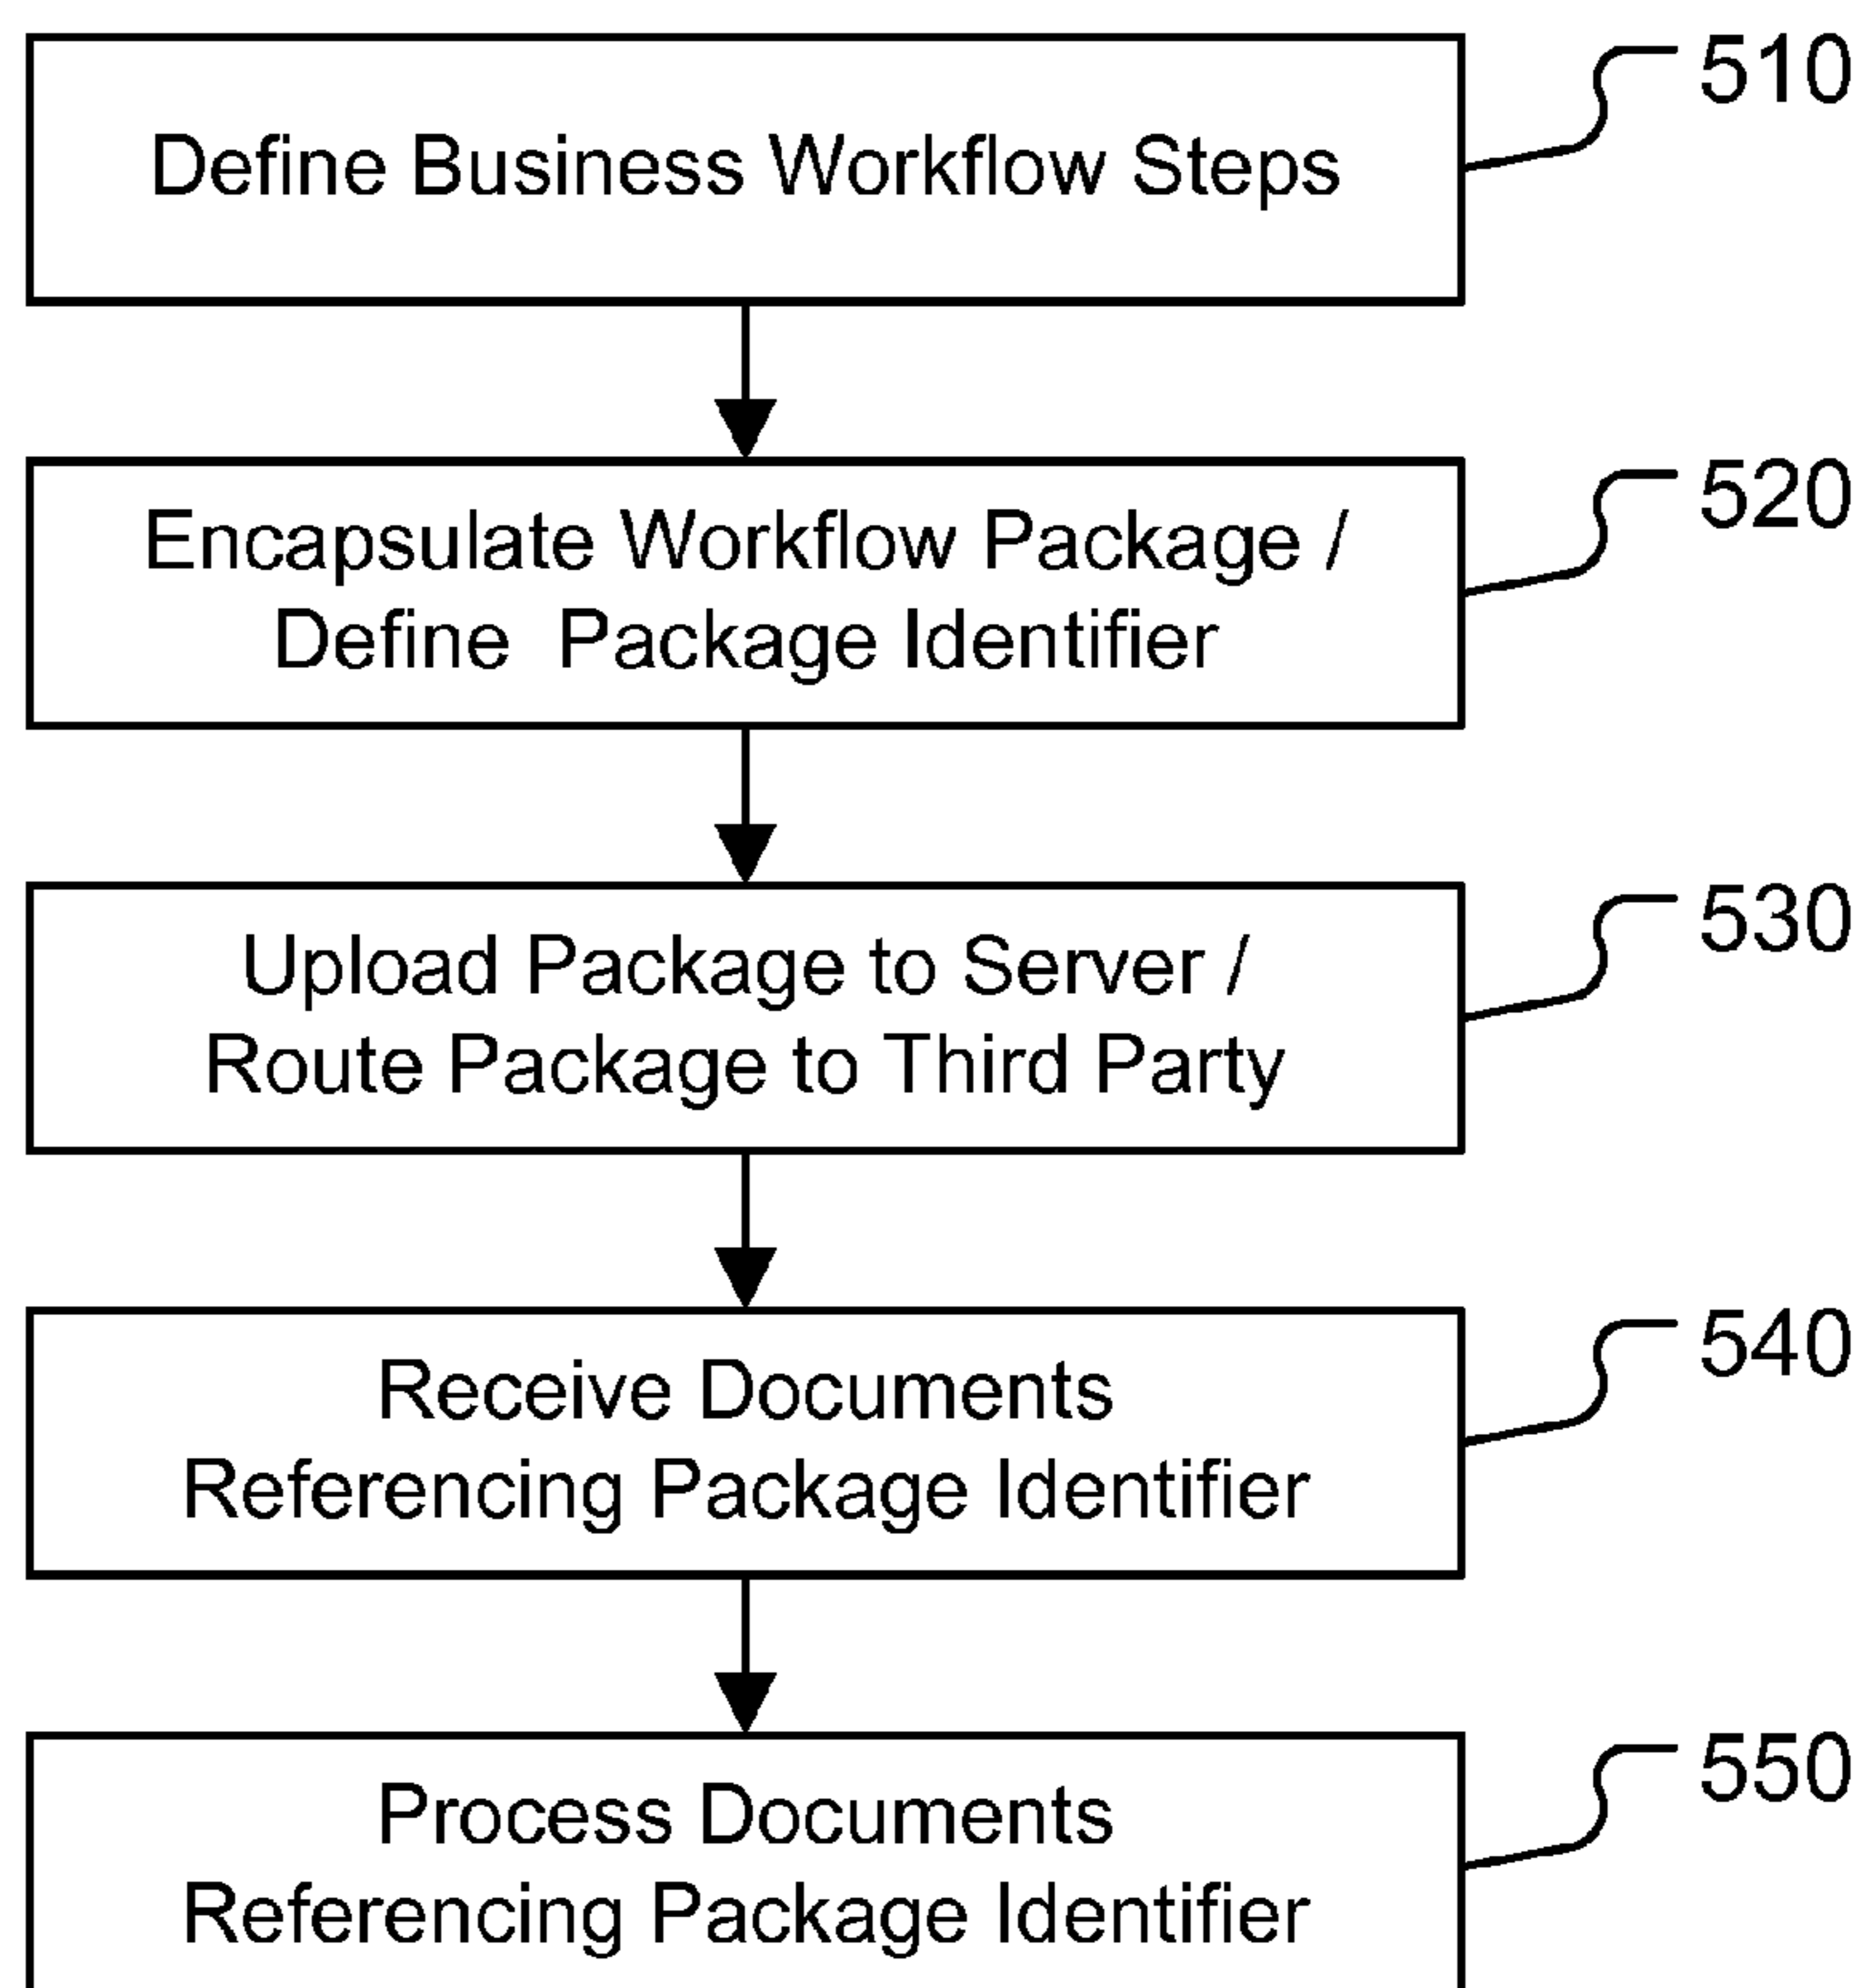 510
Define Business Workflow Steps
520
Encapsulate Workflow Package /
Define Package Identifier
530
Upload Package to Server /
Route Package to Third Party
540
Receive Documents
Referencing Package Identifier
550
Process Documents
Referencing Package Identifier